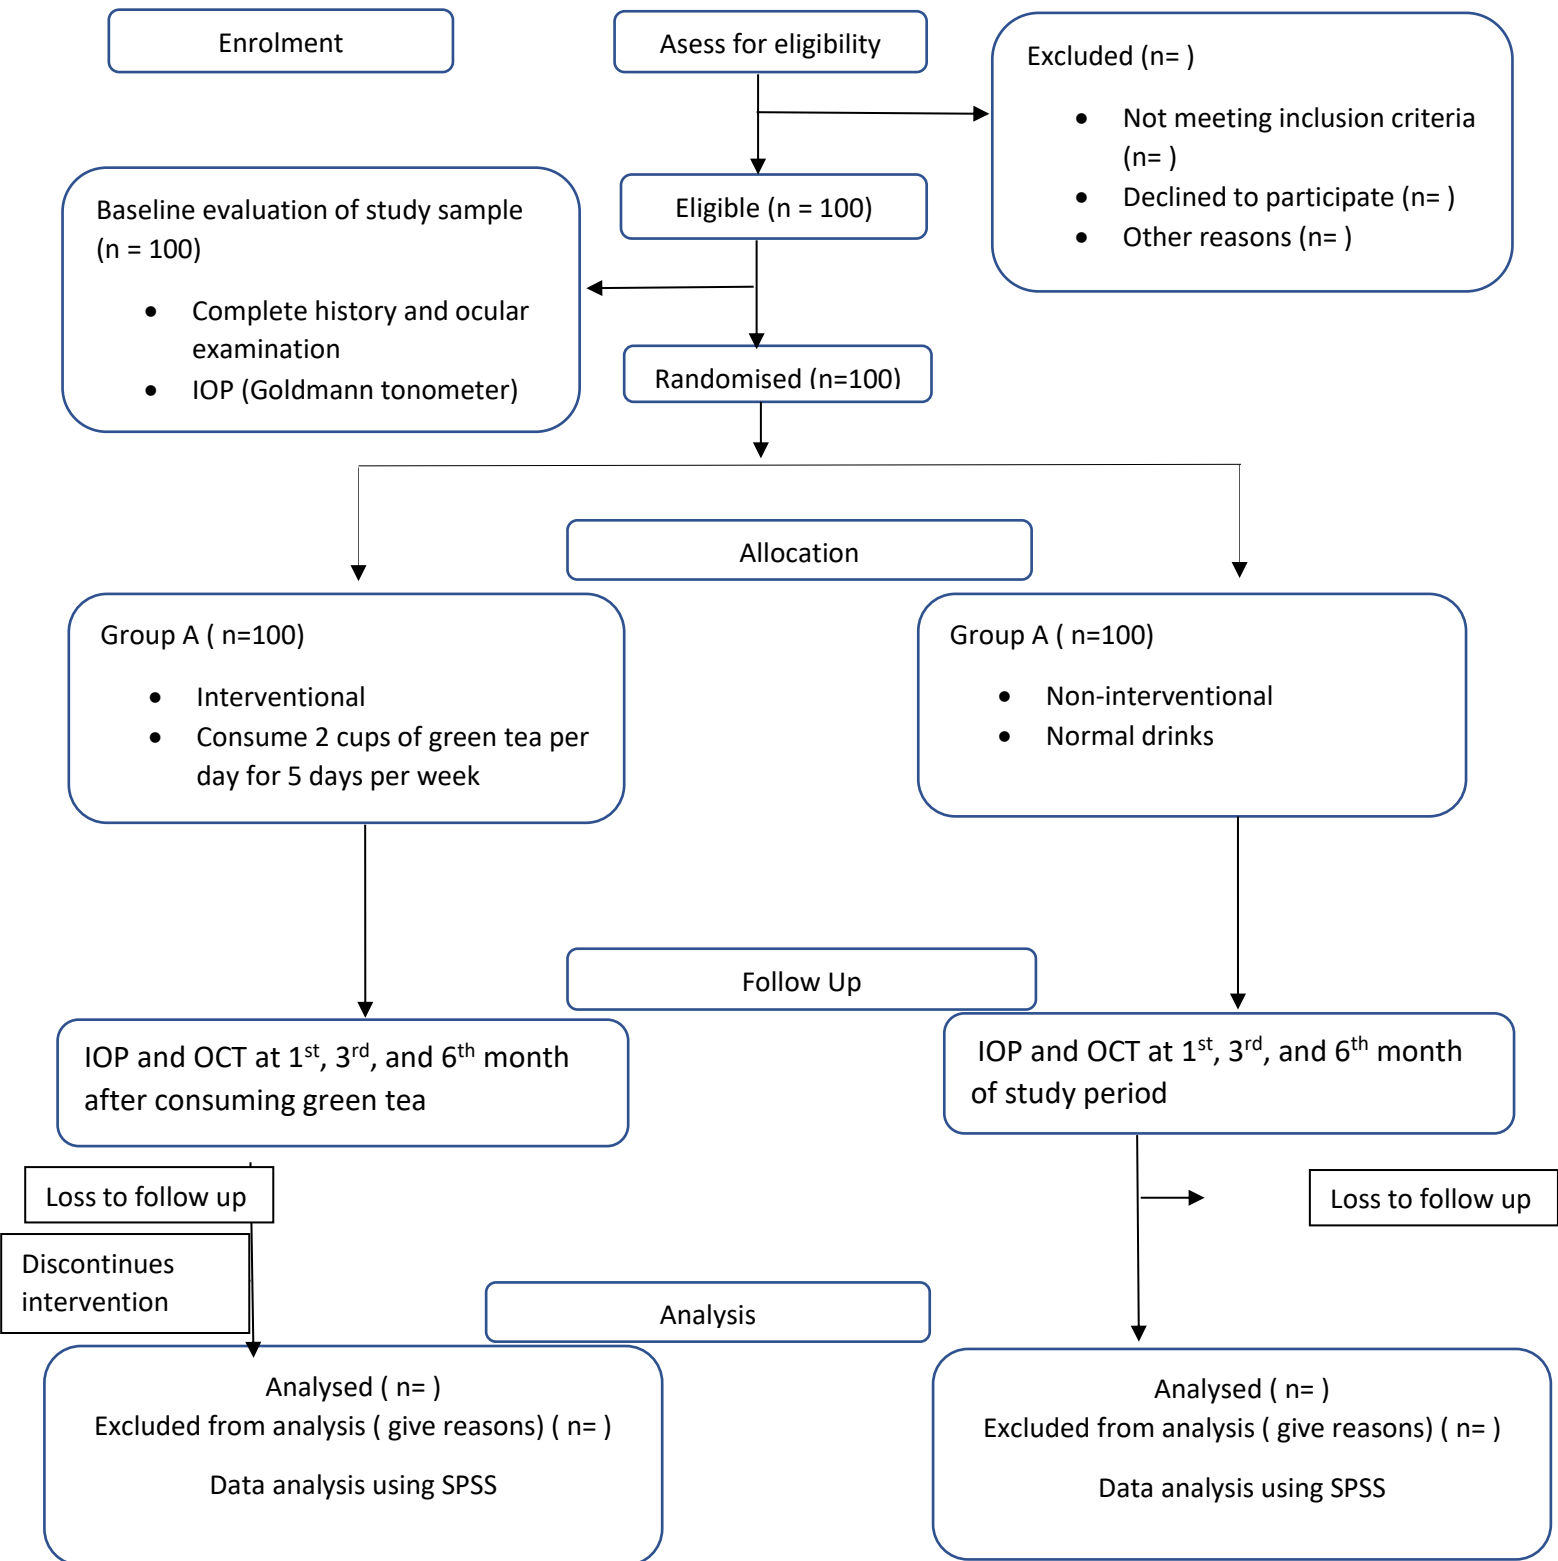 Enrolment
Asess for eligibility
Excluded (n= )
• Not meeting inclusion criteria
(n= )
• Declined to participate (n= )
• Other reasons (n= )
Eligible (n = 100)
Baseline evaluation of study sample
(n = 100)
• Complete history and ocular
examination
• IOP (Goldmann tonometer)
Randomised (n=100)
Allocation
Group A ( n=100)
• Interventional
• Consume 2 cups of green tea per
day for 5 days per week
Group A ( n=100)
• Non-interventional
• Normal drinks
Follow Up
IOP and OCT at 1st, 3rd, and 6th month
after consuming green tea
IOP and OCT at 1st, 3rd, and 6th month
of study period
Loss to follow up
Loss to follow up
Discontinues
intervention
Analysis
Analysed ( n= )
Excluded from analysis ( give reasons) ( n= )
Data analysis using SPSS
Analysed ( n= )
Excluded from analysis ( give reasons) ( n= )
Data analysis using SPSS